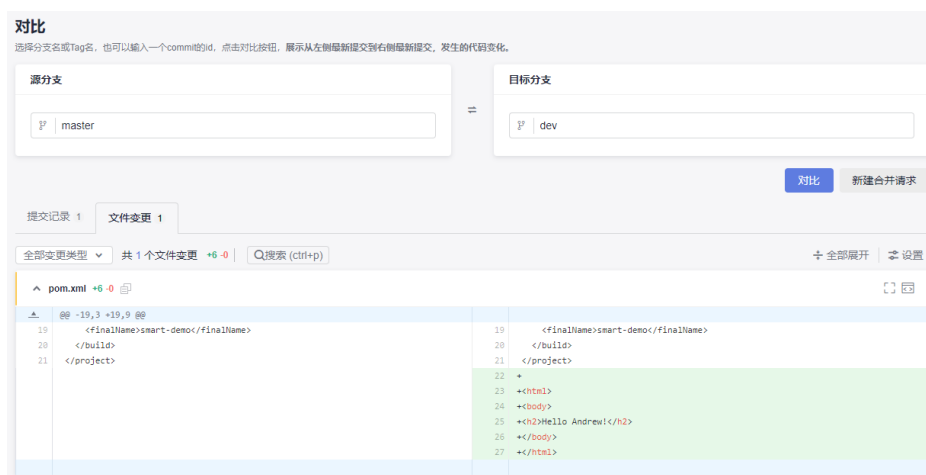 对比
选择分支名或Tag名，也可以输入一个commit的id，点击对比按钮，展示从左侧最新提交到右侧最新提交，发生的代码变化。
源分支
目标分支
master
dev
对比 新建合并请求
提交记录 1 文件变更 1
全部变更类型 共 1 个文件变更 +6 -0 搜索 (ctrl+p) 全部展开 设置
pom.xml +6 -0
@@ -19,3 +19,9 @@
19 <finalName>smart-demo</finalName> 19 <finalName>smart-demo</finalName>
20 </build> 20 </build>
21 </project> 21 </project>
22 +
23 +<html>
24 +<body>
25 +<h2>Hello Andrew!</h2>
26 +</body>
27 +</html>